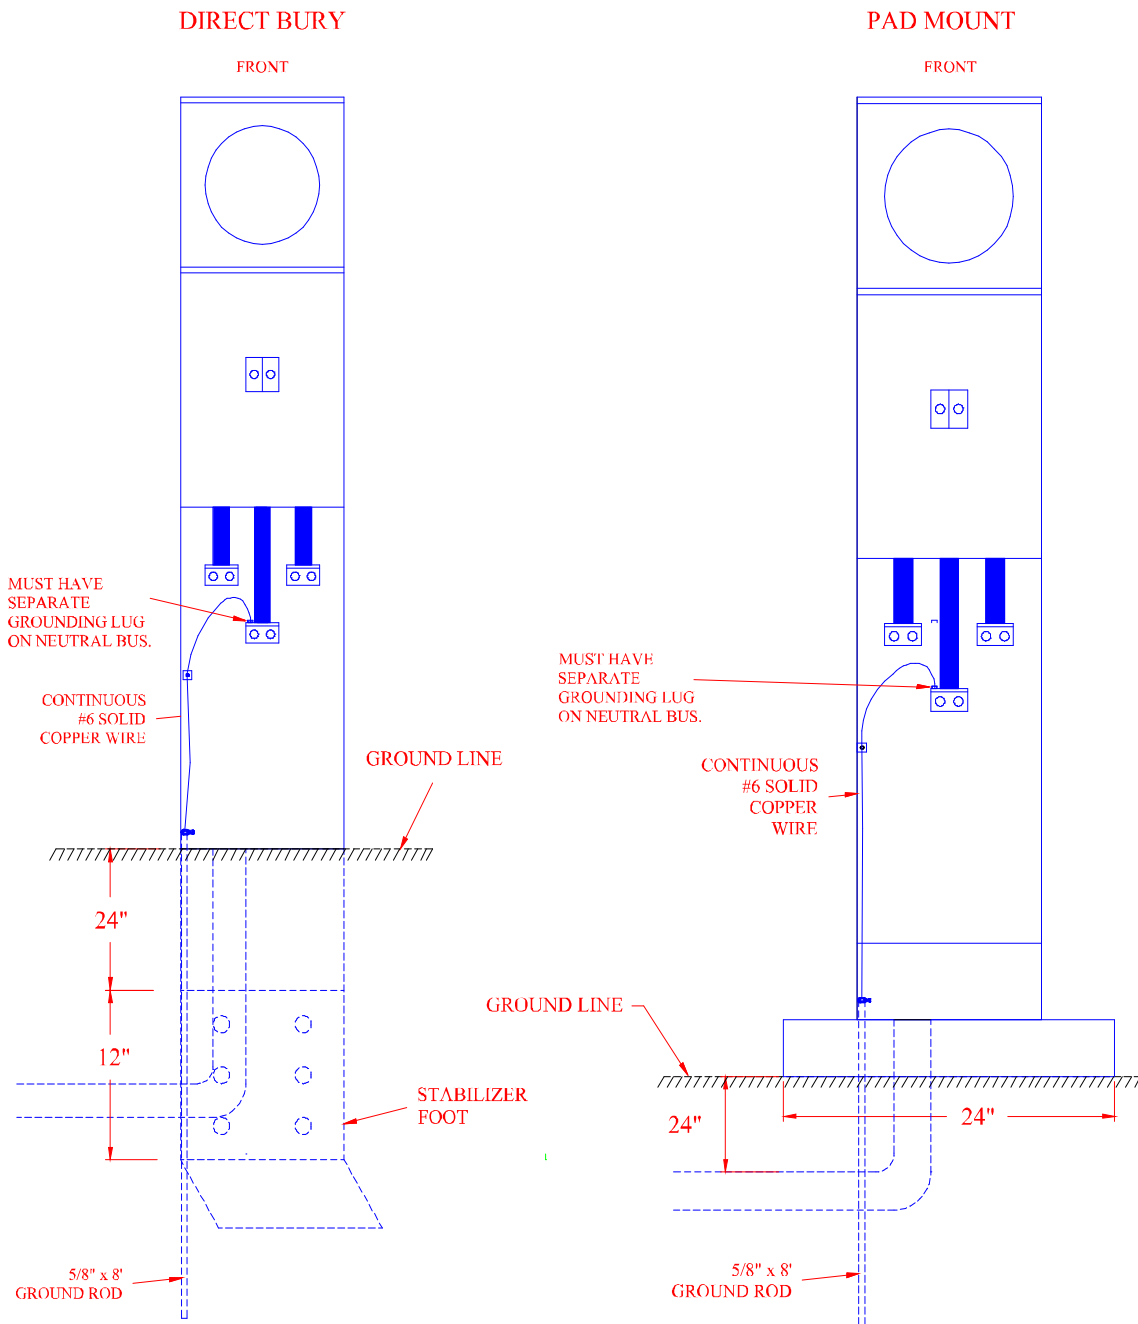 DIRECT BURY
FRONT
MUST HAVE
SEPARATE
GROUNDING LUG
ON NEUTRAL BUS.
CONTINUOUS
#6 SOLID
COPPER WIRE
GROUND LINE
24"
12"
STABILIZER
FOOT
5/8" x 8'
GROUND ROD
PAD MOUNT
FRONT
MUST HAVE
SEPARATE
GROUNDING LUG
ON NEUTRAL BUS.
CONTINUOUS
#6 SOLID
COPPER
WIRE
GROUND LINE
24"
24"
5/8" x 8'
GROUND ROD